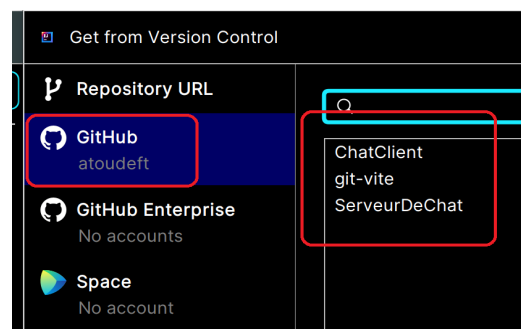 Get from Version Control
Repository URL
GitHub
atoudeft
GitHub Enterprise
No accounts
Space
No account
ChatClient
git-vite
ServeurDeChat